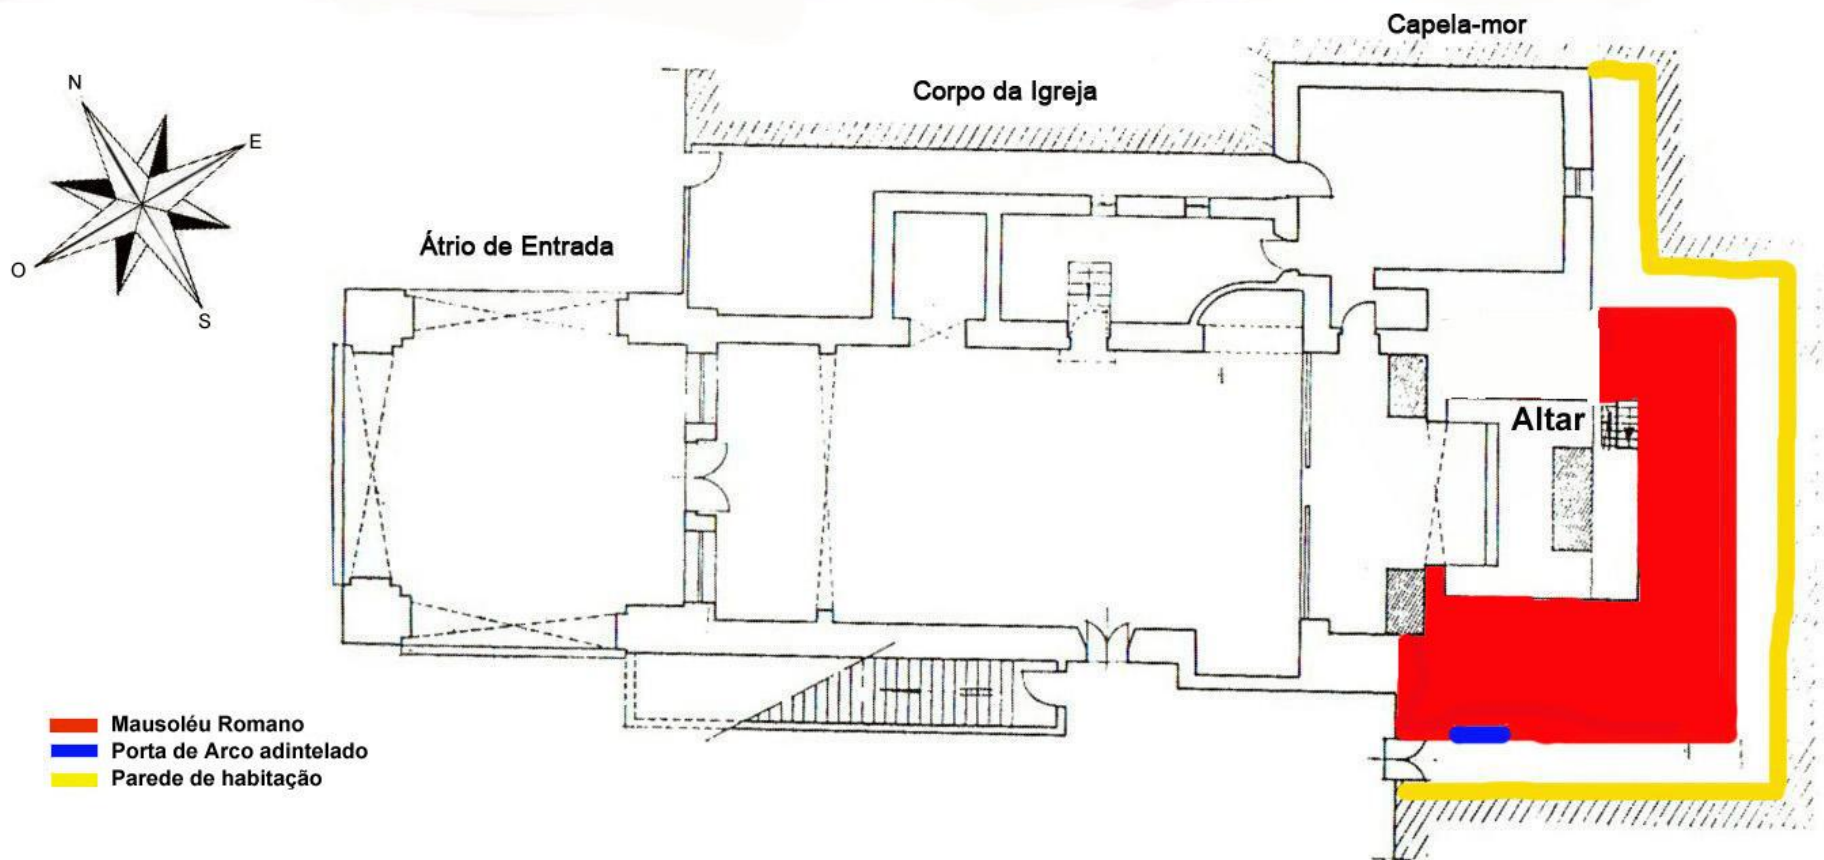 Capela-mor
Corpo da Igreja
N
E
Átrio de Entrada
O
S
Altar
Mausoléu Romano
Porta de Arco adintelado
Parede de habitação